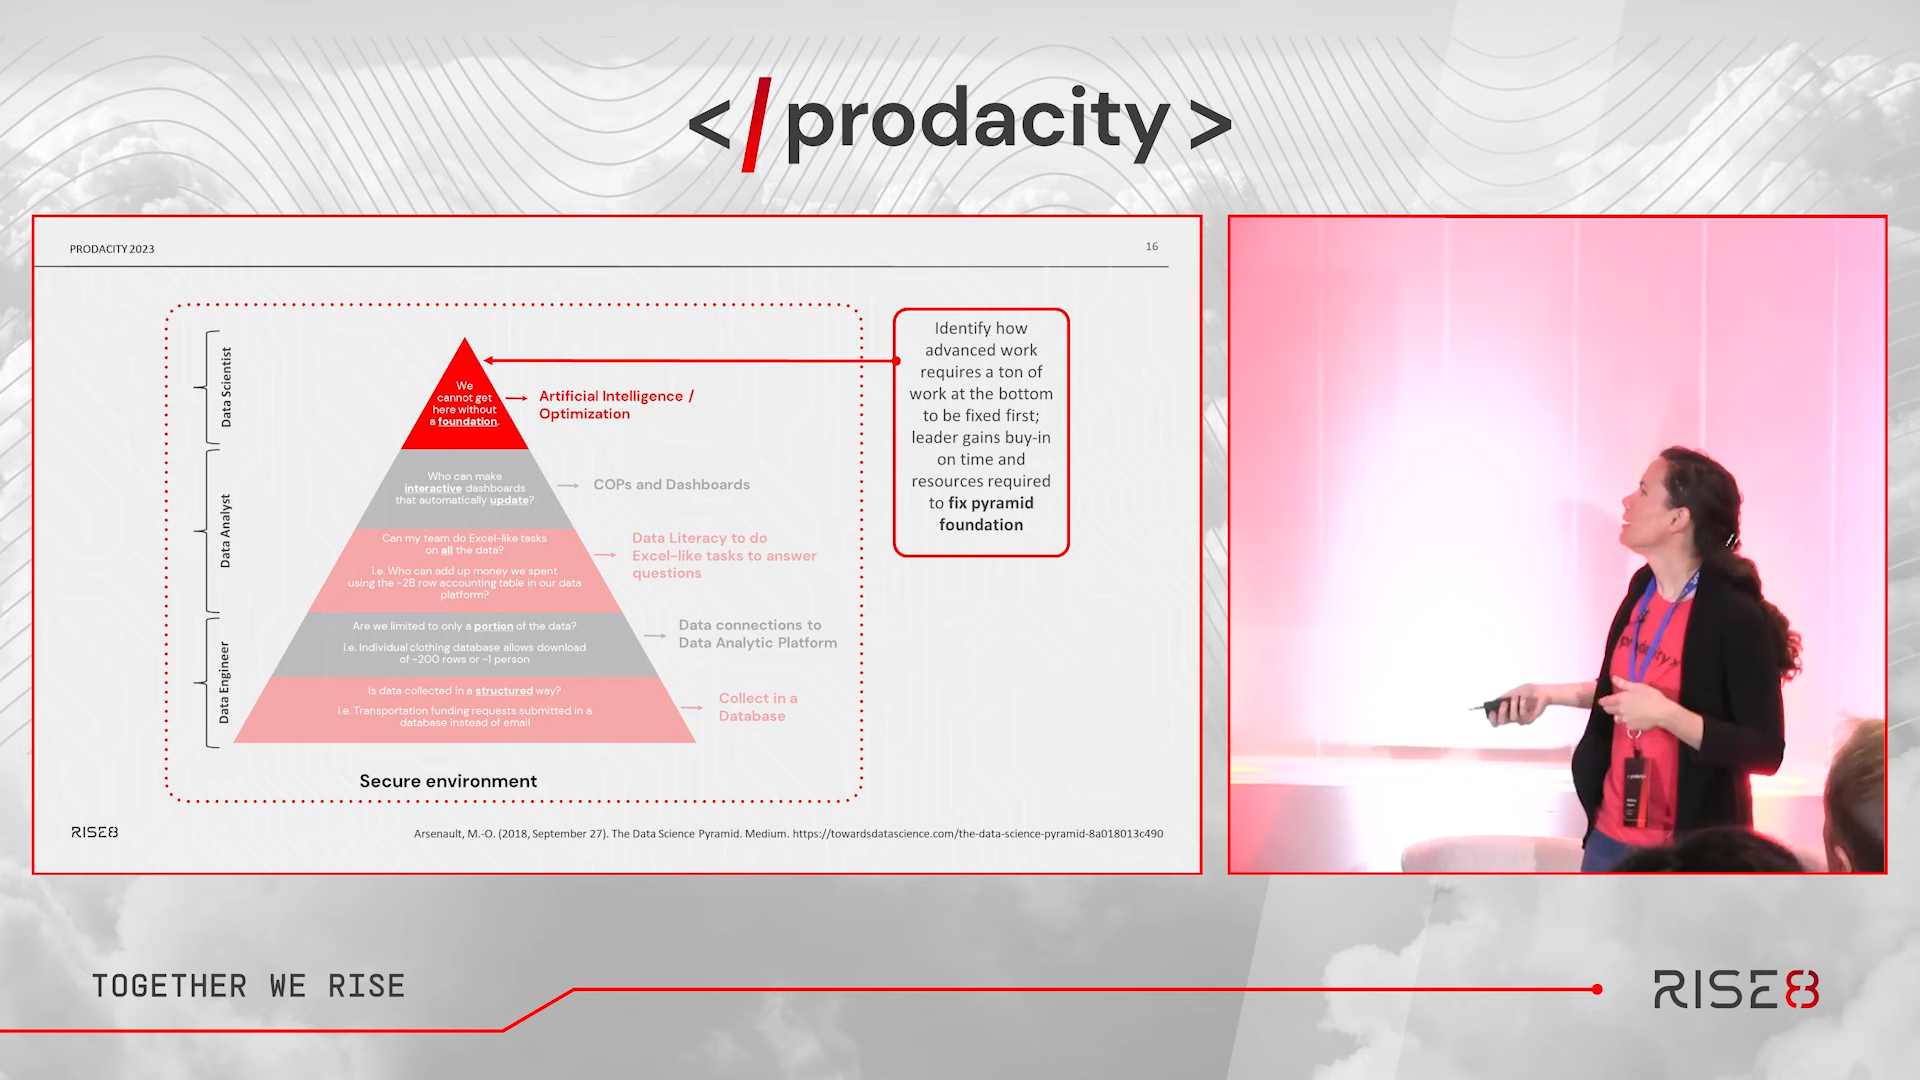 </prodacity>
PRODACITY 2023
16
Data Scientist
Data Analyst
Data Engineer
We
cannot get
here without
a foundation.
Artificial Intelligence /
Optimization
Who can make
interactive dashboards
that automatically update?
COPs and Dashboards
Can my team do Excel-like tasks
on all the data?
i.e. Who can add up money we spent
using the ~2B row accounting table in our data
platform?
Data Literacy to do
Excel-like tasks to answer
questions
Are we limited to only a portion of the data?
i.e. Individual clothing database allows download
of ~200 rows or ~1 person
Data connections to
Data Analytic Platform
Is data collected in a structured way?
i.e. Transportation funding requests submitted in a
database instead of email
Collect in a
Database
Secure environment
Identify how
advanced work
requires a ton of
work at the bottom
to be fixed first;
leader gains buy-in
on time and
resources required
to fix pyramid
foundation
RISE8
Arsenault, M.-O. (2018, September 27). The Data Science Pyramid. Medium. https://towardsdatascience.com/the-data-science-pyramid-8a018013c490
prodacity>
TOGETHER WE RISE
RISE8